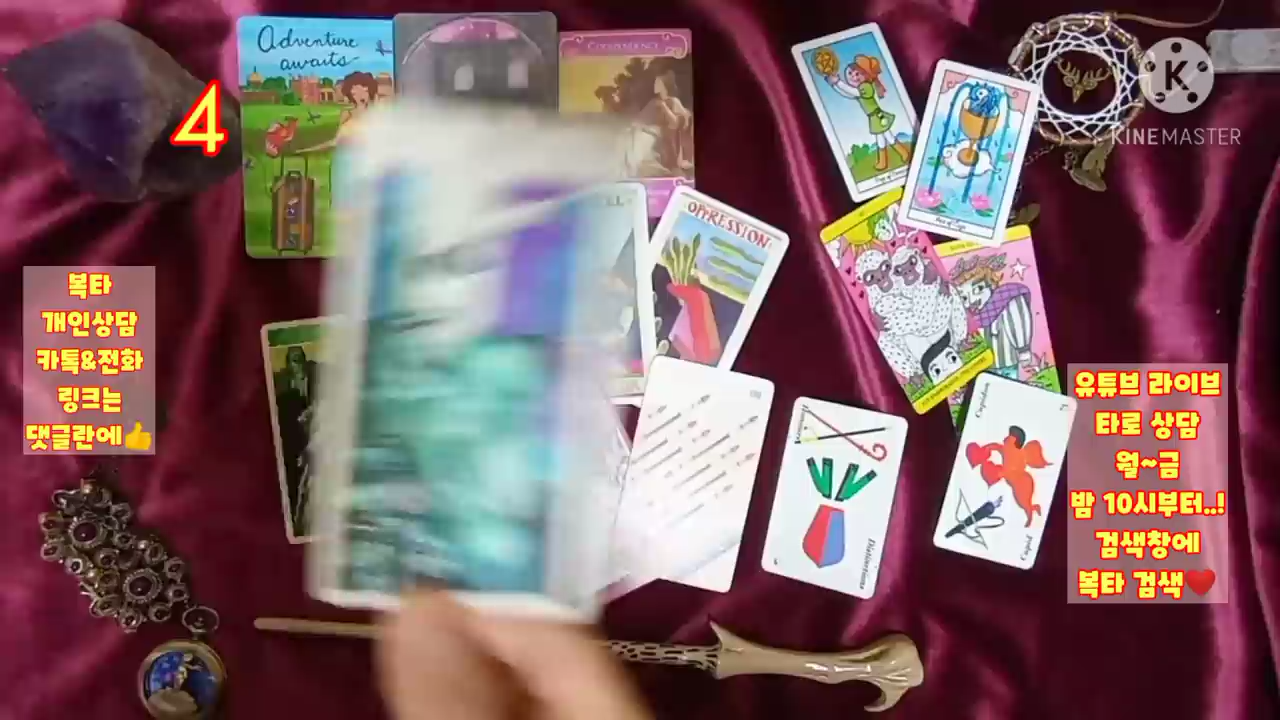 Adventure
awaits
4
KINEMASTER
OPPRESSION
복타
개인상담
카톡&전화
링크는
댓글란에👍
유튜브 라이브
타로 상담
월~금
밤 10시부터..!
검색창에
복타 검색❤️
Cupid